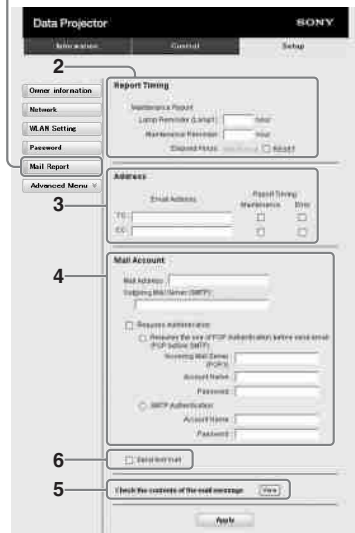 Data Projector SONY
Information Control Setup
2
Owner information
Network
WLAN Setting
Password
Mail Report
Advanced Menu
Report Timing
Maintenance Report
Lamp Reminder (Lamp1) : hour
Maintenance Reminder : hour
Elapsed Hours Reset
3
Address
Email Address Report Timing
Maintenance Error
TO :
CC :
4
Mail Account
Mail Address :
Outgoing Mail Server (SMTP) :
Requires Authentication
Requires the use of POP Authentication before send email
(POP before SMTP)
Incoming Mail Server
(POP3)
Account Name
Password
SMTP Authentication
Account Name
Password
6
Send test mail
5
Check the contents of the mail message View
Apply